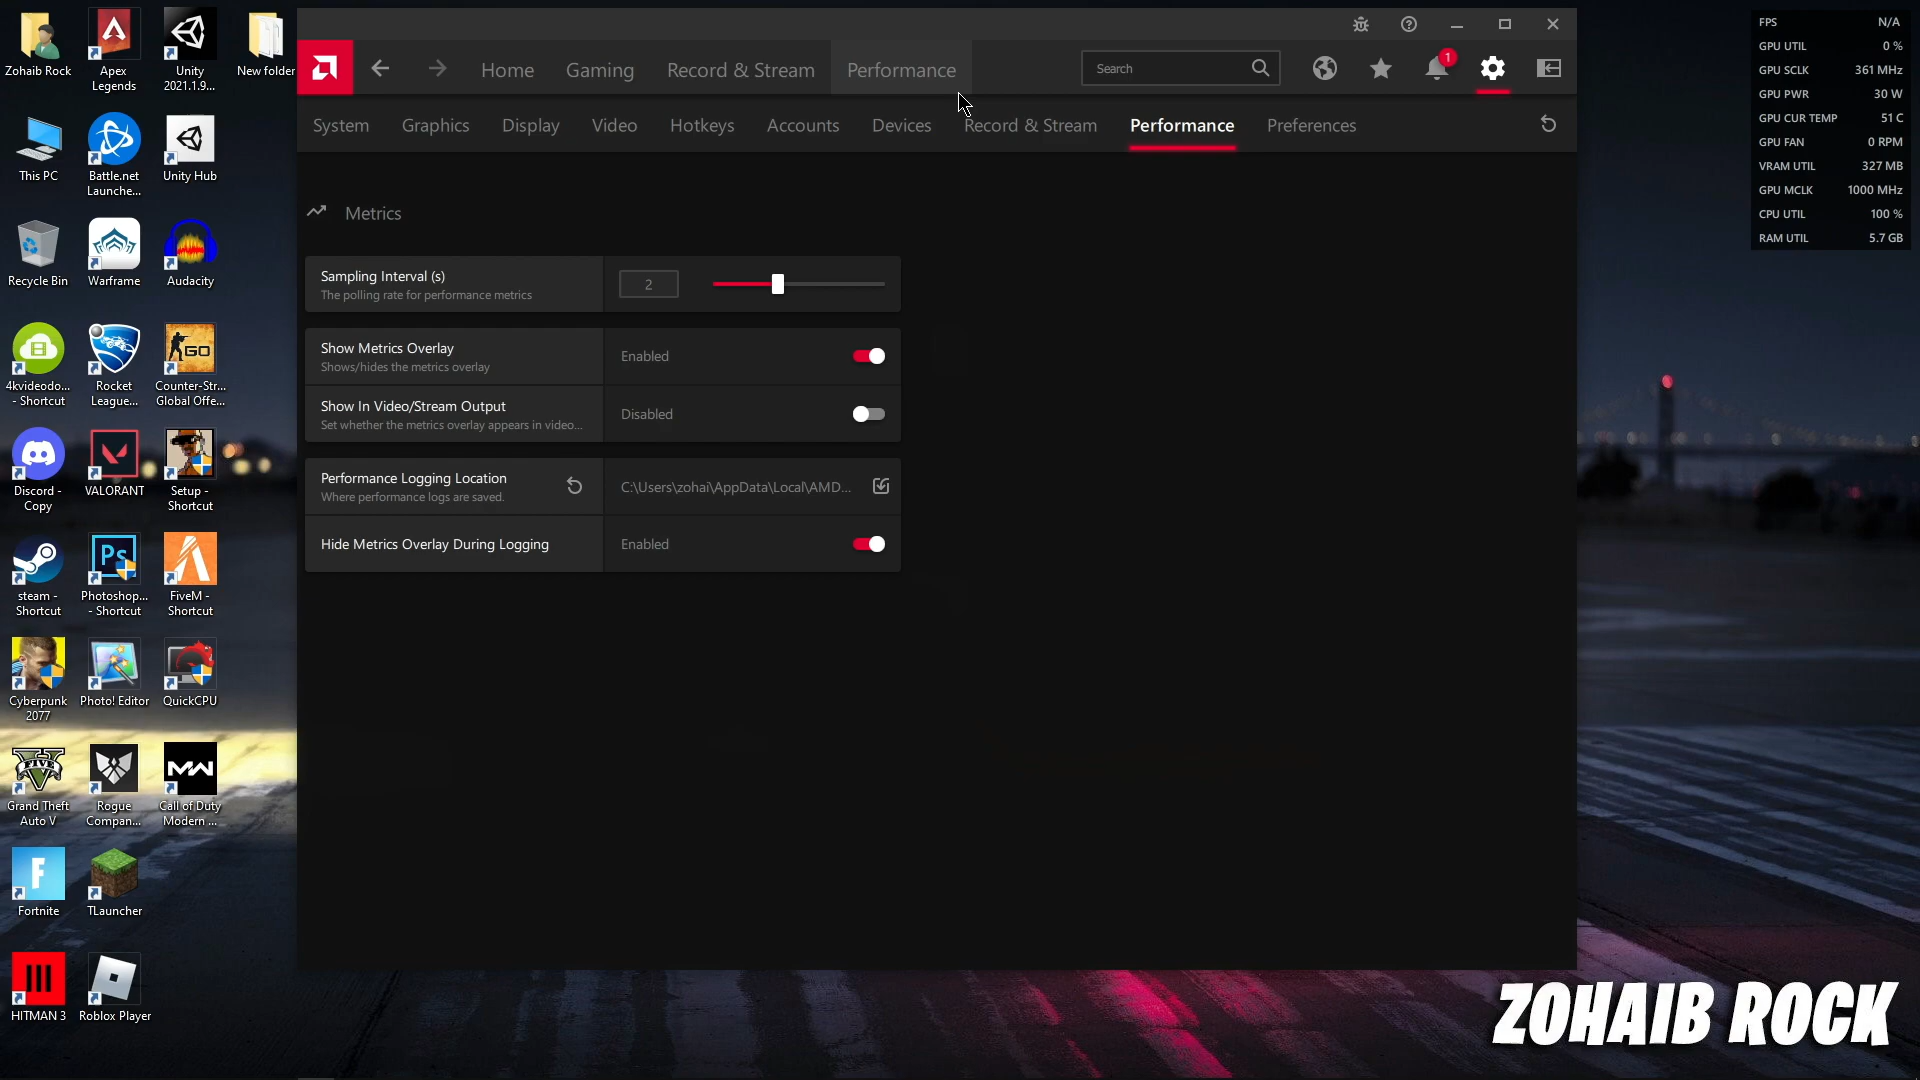 Zohaib Rock
Apex
Legends
Unity
2021.1.9...
New folder
This PC
Battle.net
Launche...
Unity Hub
Recycle Bin
Warframe
Audacity
4kvideodo...
- Shortcut
Rocket
League...
Counter-Str...
Global Offe...
GO
Discord -
Copy
VALORANT
Setup -
Shortcut
steam -
Shortcut
Ps
Photoshop...
- Shortcut
FiveM -
Shortcut
Cyberpunk
2077
Photo! Editor
QuickCPU
FIVE
Grand Theft
Auto V
Rogue
Compan...
MW
Call of Duty
Modern ...
F
Fortnite
TLauncher
HITMAN 3
Roblox Player
Home
Gaming
Record & Stream
Performance
Search
1
System
Graphics
Display
Video
Hotkeys
Accounts
Devices
Record & Stream
Performance
Preferences
Metrics
Sampling Interval (s)
The polling rate for performance metrics
2
Show Metrics Overlay
Shows/hides the metrics overlay
Enabled
Show In Video/Stream Output
Set whether the metrics overlay appears in video...
Disabled
Performance Logging Location
Where performance logs are saved.
C:\Users\zohai\AppData\Local\AMD...
Hide Metrics Overlay During Logging
Enabled
FPS N/A
GPU UTIL 0 %
GPU SCLK 361 MHz
GPU PWR 30 W
GPU CUR TEMP 51 C
GPU FAN 0 RPM
VRAM UTIL 327 MB
GPU MCLK 1000 MHz
CPU UTIL 100 %
RAM UTIL 5.7 GB
ZOHAIB ROCK